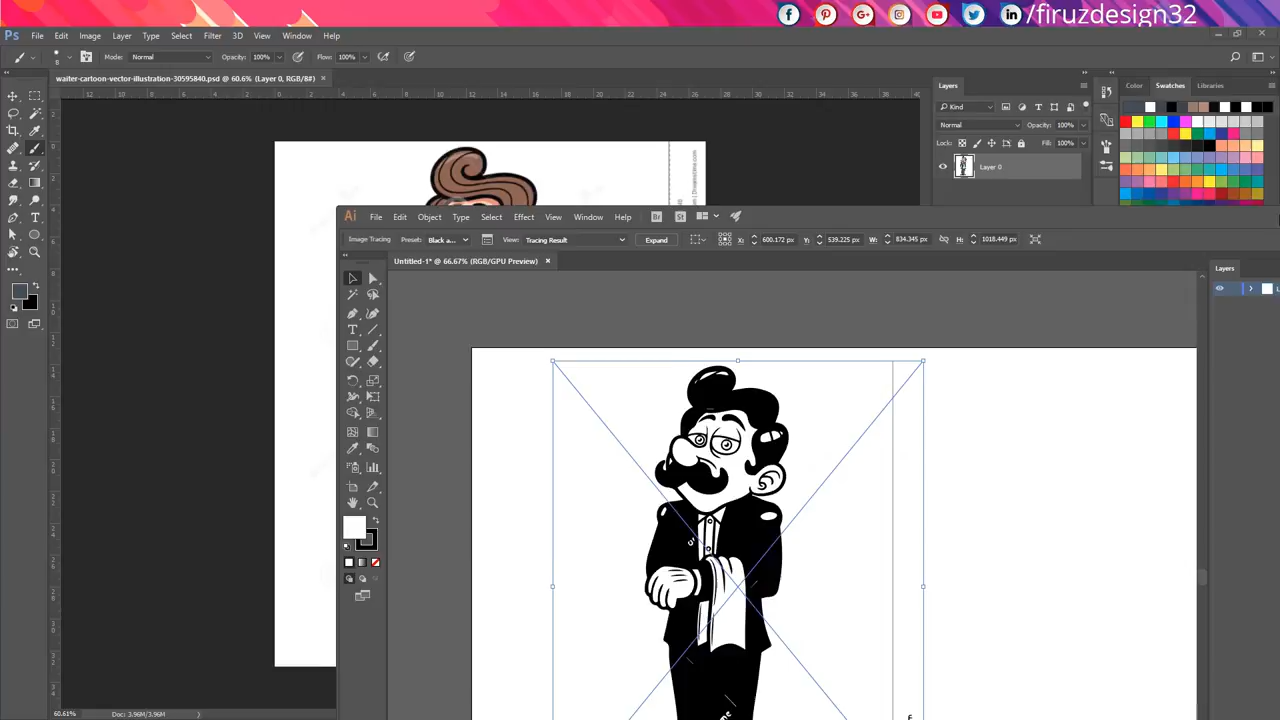 /firuzdesign32
Ps File Edit Image Layer Type Select Filter 3D View Window Help
Mode: Normal Opacity: 100% Flow: 100%
waiter-cartoon-vector-illustration-30595840.psd @ 60.6% (Layer 0, RGB/8#)
Layers
Color Swatches Libraries
Kind
Normal Opacity: 100%
Lock: Fill: 100%
Layer 0
Ai File Edit Object Type Select Effect View Window Help Br St
Image Tracing Preset: Black a... View: Tracing Result Expand X: 600.172 px Y: 539.225 px W: 834.345 px H: 1018.449 px
Untitled-1* @ 66.67% (RGB/GPU Preview)
Layers
60.61% Doc: 3.96M/3.96M